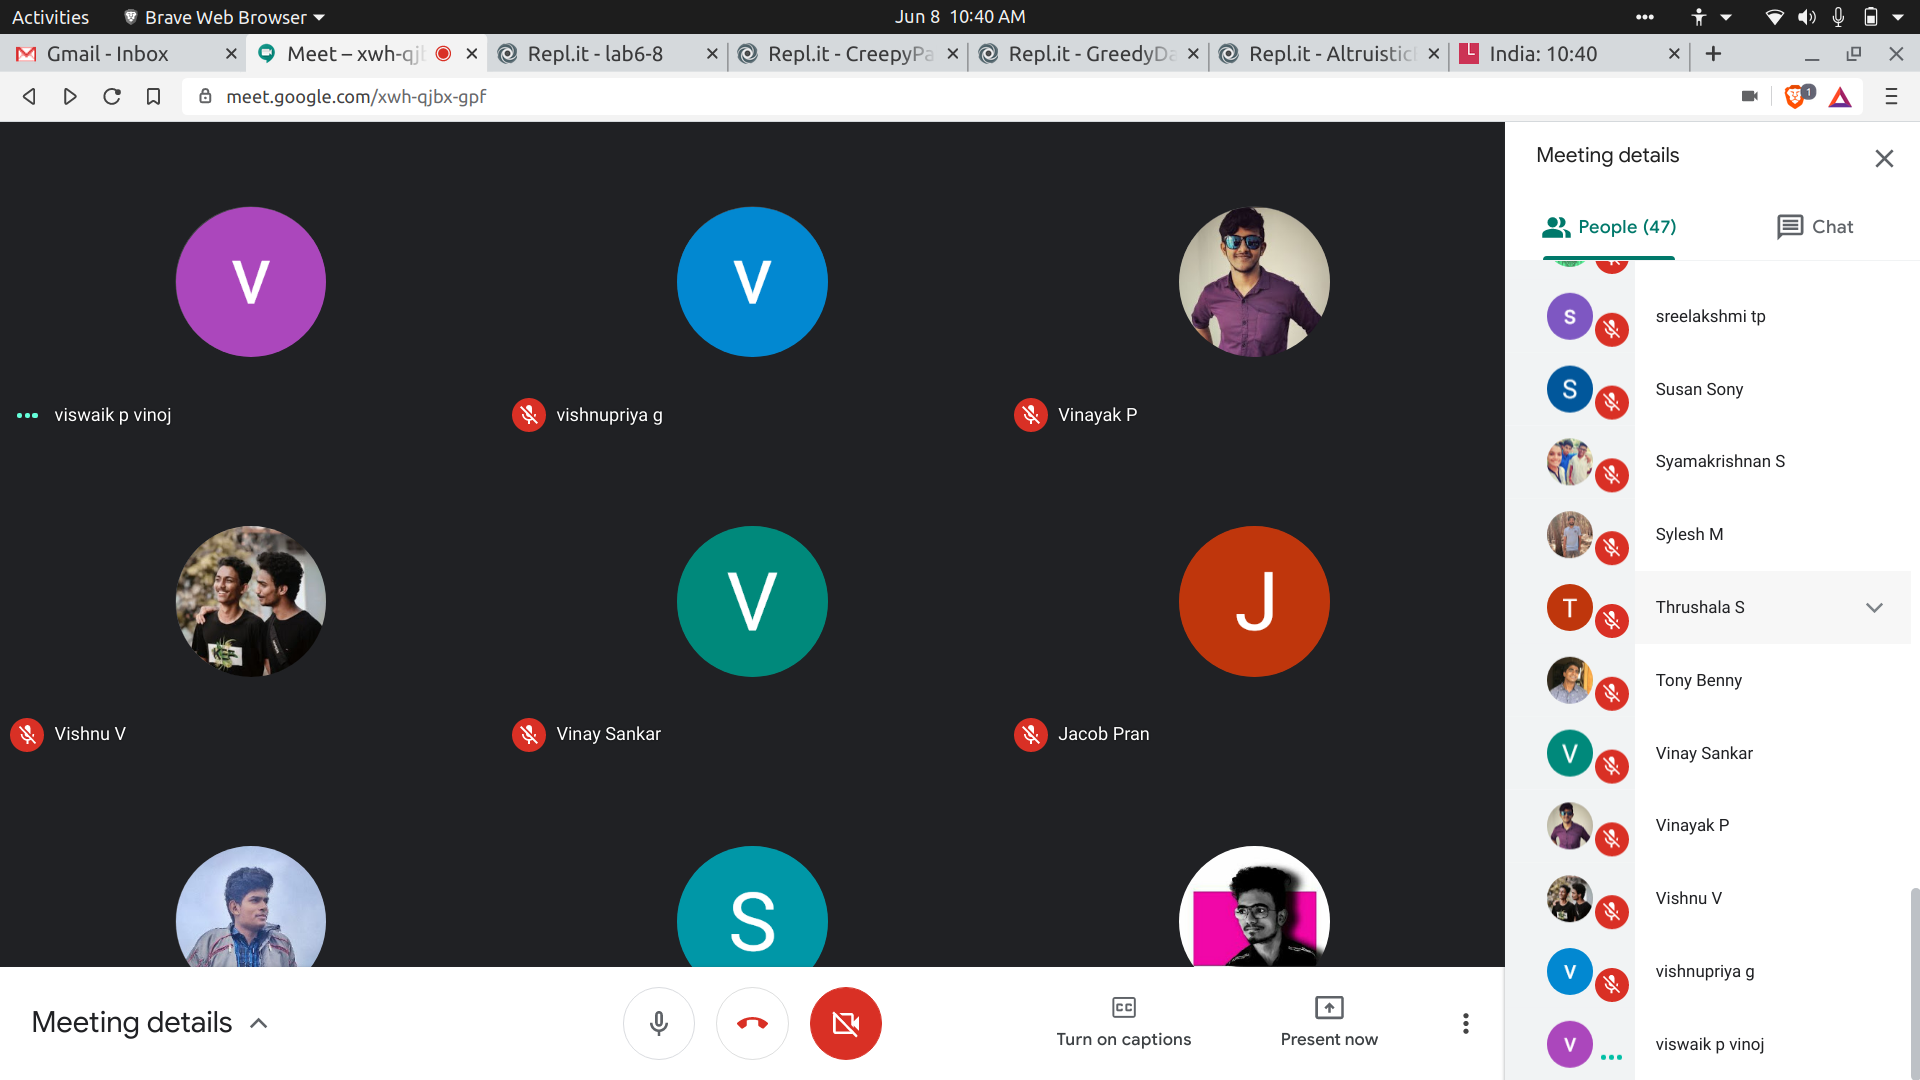 Activities Brave Web Browser Jun 8 10:40 AM
Gmail - Inbox Meet – xwh-qj Repl.it - lab6-8 Repl.it - CreepyPa Repl.it - GreedyDa Repl.it - Altruistic India: 10:40
meet.google.com/xwh-qjbx-gpf 1
V V
viswaik p vinoj vishnupriya g Vinayak P
V J
Vishnu V Vinay Sankar Jacob Pran
S
Meeting details
CC
Turn on captions Present now
Meeting details
People (47) Chat
S sreelakshmi tp
S Susan Sony
Syamakrishnan S
Sylesh M
T Thrushala S
Tony Benny
V Vinay Sankar
Vinayak P
Vishnu V
V vishnupriya g
V viswaik p vinoj